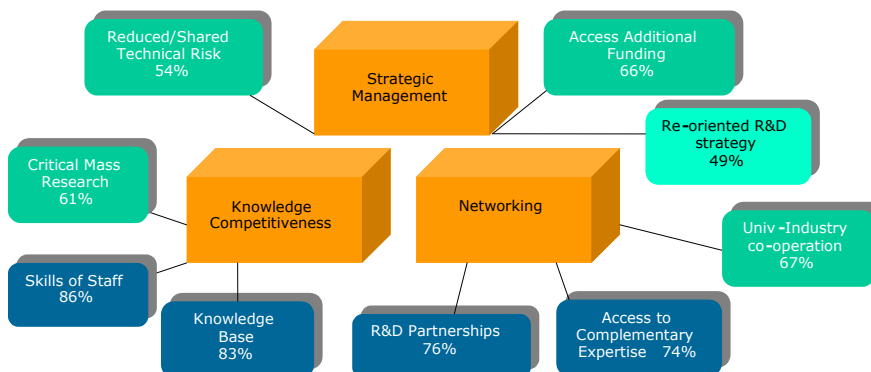 Reduced/Shared
Technical Risk
54%
Strategic
Management
Access Additional
Funding
66%
Re-oriented R&D
strategy
49%
Critical Mass
Research
61%
Knowledge
Competitiveness
Networking
Univ-Industry
co-operation
67%
Skills of Staff
86%
Knowledge
Base
83%
R&D Partnerships
76%
Access to
Complementary
Expertise 74%